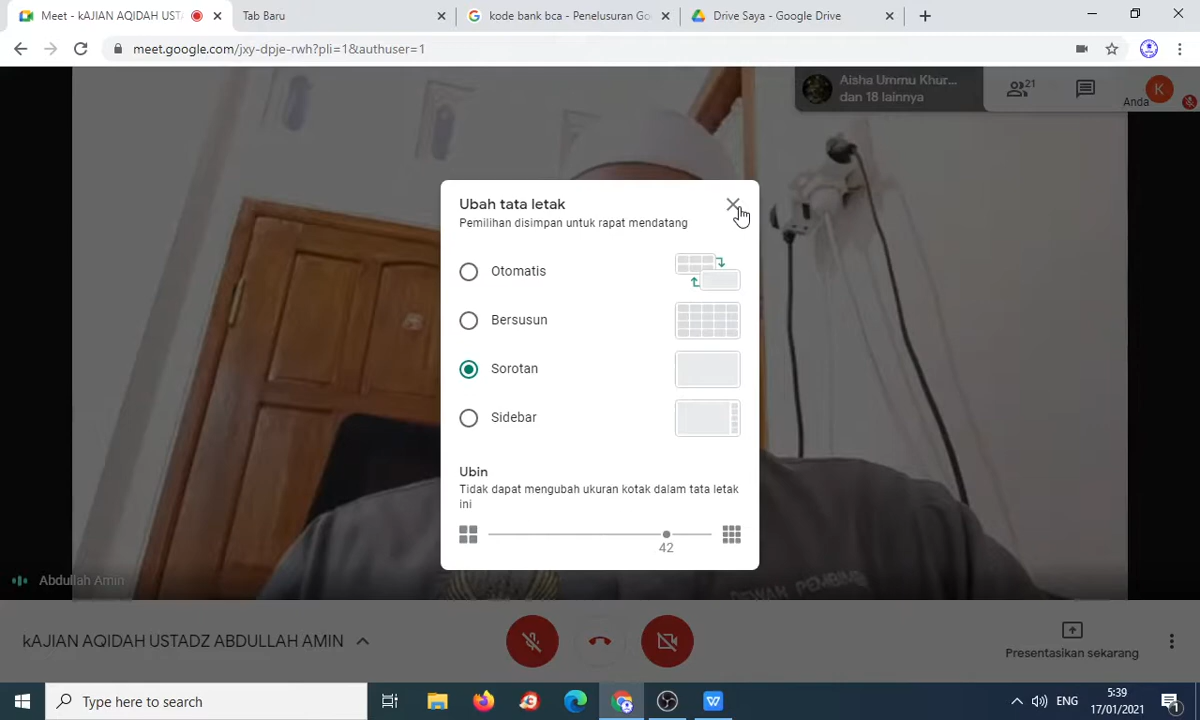 Meet - kAJIAN AQIDAH UST
Tab Baru
kode bank bca - Penelusuran Go
Drive Saya - Google Drive
meet.google.com/jxy-dpje-rwh?pli=1&authuser=1
Aisha Ummu Khur...
dan 18 lainnya
21
K
Anda
Ubah tata letak
Pemilihan disimpan untuk rapat mendatang
Otomatis
Bersusun
Sorotan
Sidebar
Ubin
Tidak dapat mengubah ukuran kotak dalam tata letak
ini
42
Abdullah Amin
DEWAN PEMBINA
kAJIAN AQIDAH USTADZ ABDULLAH AMIN
Presentasikan sekarang
Type here to search
W
ENG
5:39
17/01/2021
1